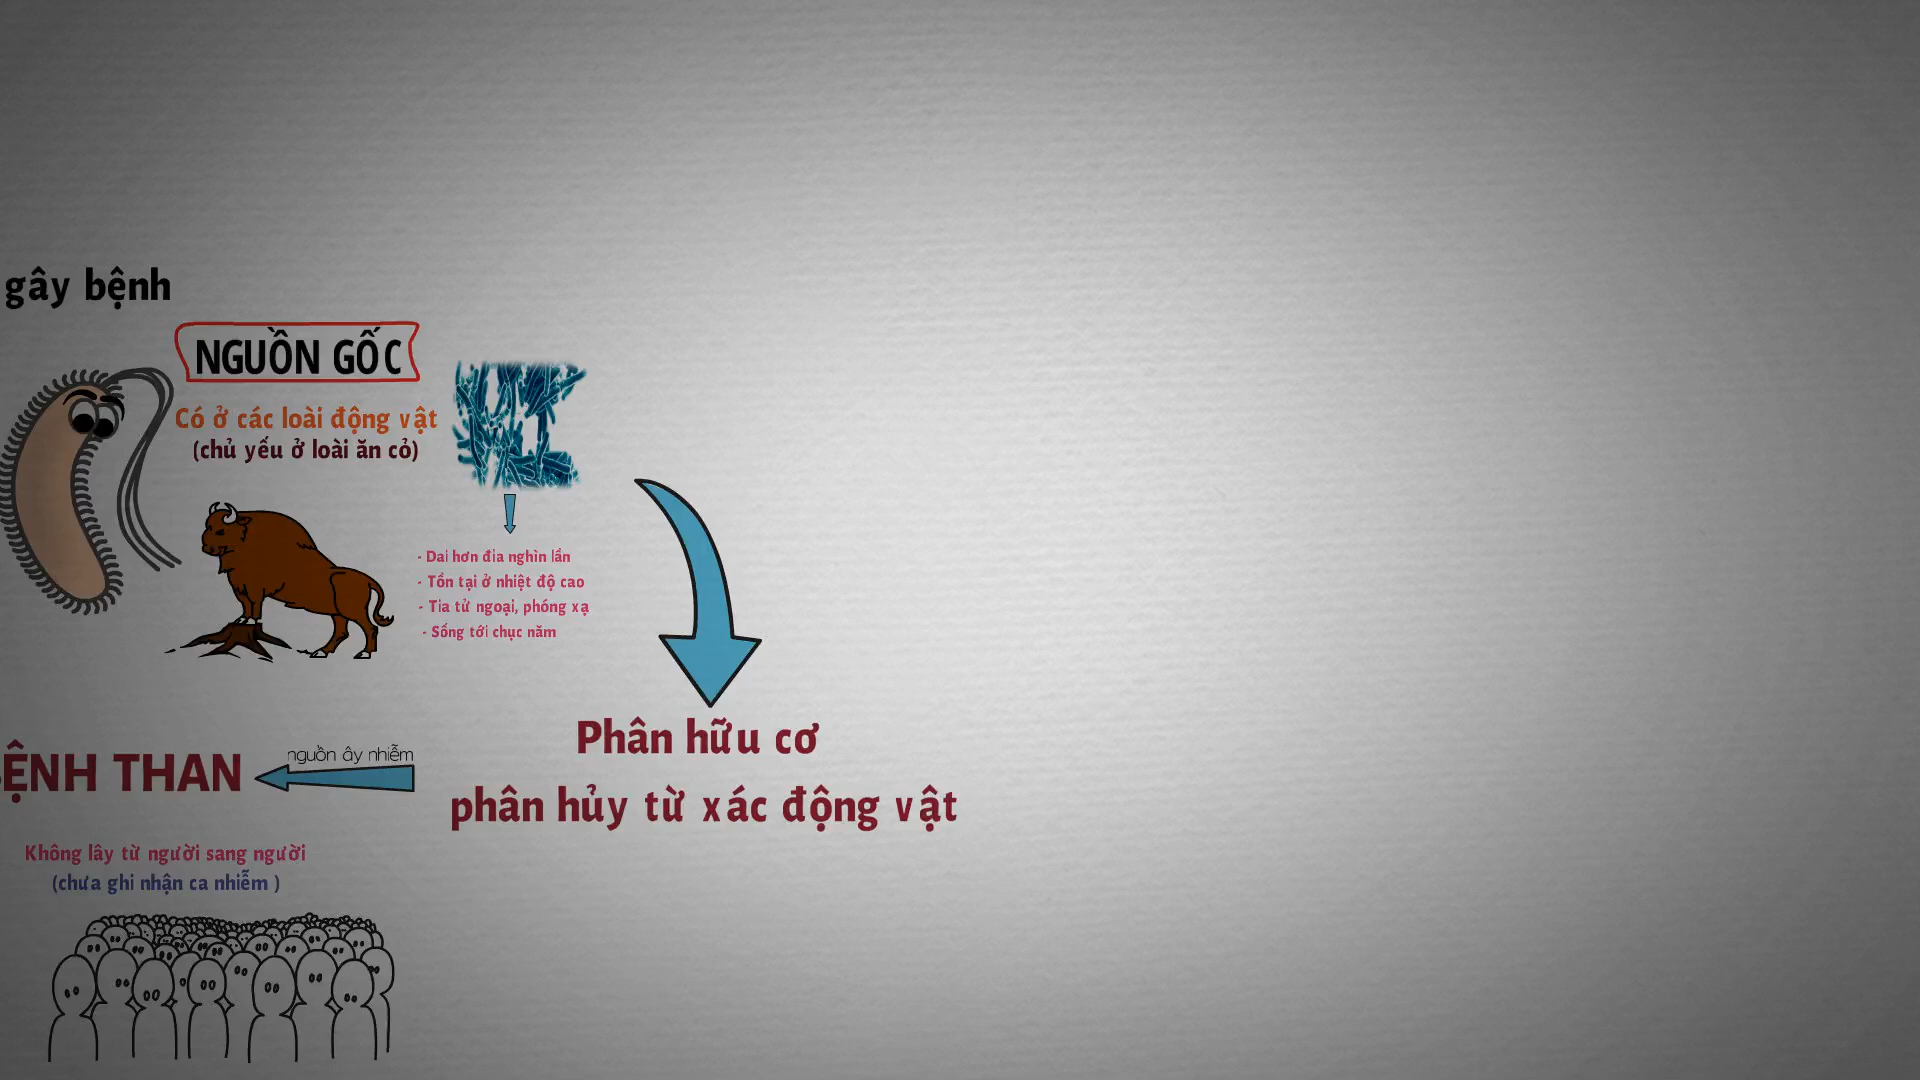 gây bệnh
NGUỒN GỐC
Có ở các loài động vật
(chủ yếu ở loài ăn cỏ)
- Dai hơn đỉa nghìn lần
- Tồn tại ở nhiệt độ cao
- Tia tử ngoại, phóng xạ
- Sống tới chục năm
Phân hữu cơ
phân hủy từ xác động vật
nguồn ây nhiễm
ỆNH THAN
Không lây từ người sang người
(chưa ghi nhận ca nhiễm )